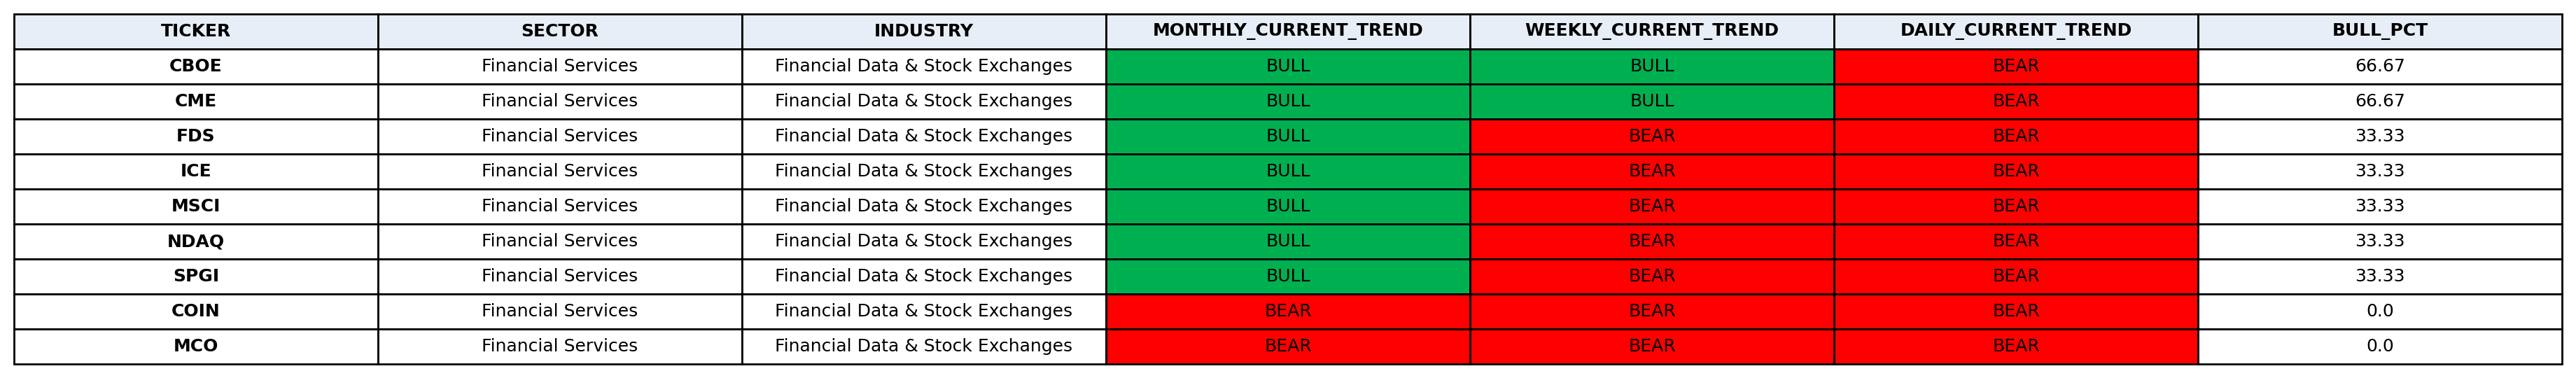 TICKER SECTOR INDUSTRY MONTHLY_CURRENT_TREND WEEKLY_CURRENT_TREND DAILY_CURRENT_TREND BULL_PCT
CBOE Financial Services Financial Data & Stock Exchanges BULL BULL BEAR 66.67
CME Financial Services Financial Data & Stock Exchanges BULL BULL BEAR 66.67
FDS Financial Services Financial Data & Stock Exchanges BULL BEAR BEAR 33.33
ICE Financial Services Financial Data & Stock Exchanges BULL BEAR BEAR 33.33
MSCI Financial Services Financial Data & Stock Exchanges BULL BEAR BEAR 33.33
NDAQ Financial Services Financial Data & Stock Exchanges BULL BEAR BEAR 33.33
SPGI Financial Services Financial Data & Stock Exchanges BULL BEAR BEAR 33.33
COIN Financial Services Financial Data & Stock Exchanges BEAR BEAR BEAR 0.0
MCO Financial Services Financial Data & Stock Exchanges BEAR BEAR BEAR 0.0